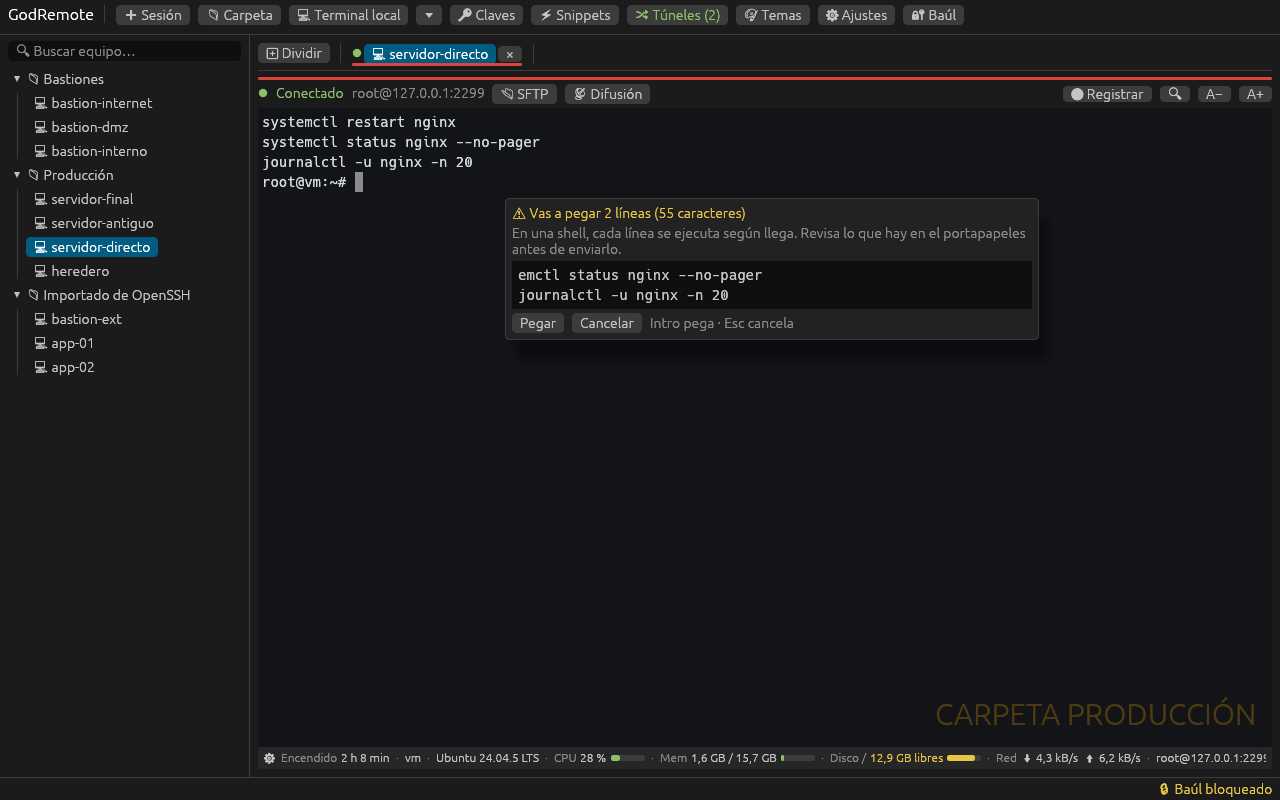 GodRemote + Sesión Carpeta Terminal local Claves Snippets Túneles (2) Temas Ajustes Baúl
Buscar equipo…
Bastiones
bastion-internet
bastion-dmz
bastion-interno
Producción
servidor-final
servidor-antiguo
servidor-directo
heredero
Importado de OpenSSH
bastion-ext
app-01
app-02
Dividir servidor-directo ×
Conectado root@127.0.0.1:2299 SFTP Difusión Registrar A− A+
systemctl restart nginx
systemctl status nginx --no-pager
journalctl -u nginx -n 20
root@vm:~#
Vas a pegar 2 líneas (55 caracteres)
En una shell, cada línea se ejecuta según llega. Revisa lo que hay en el portapapeles
antes de enviarlo.
emctl status nginx --no-pager
journalctl -u nginx -n 20
Pegar Cancelar Intro pega · Esc cancela
CARPETA PRODUCCIÓN
Encendido 2 h 8 min · vm · Ubuntu 24.04.5 LTS · CPU 28 % · Mem 1,6 GB / 15,7 GB · Disco / 12,9 GB libres · Red 4,3 kB/s 6,2 kB/s · root@127.0.0.1:2299
Baúl bloqueado